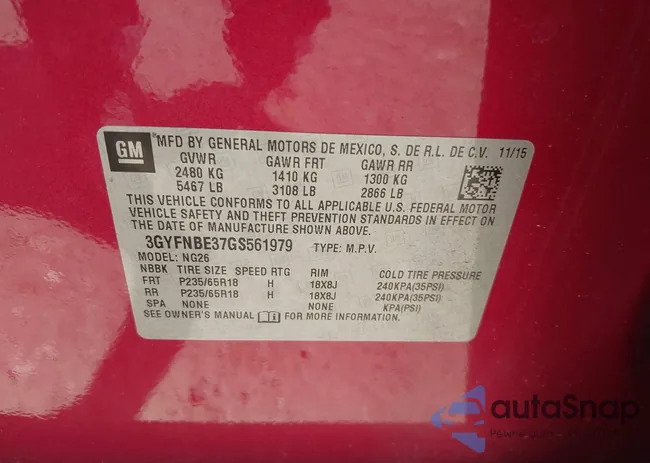 GM
MFD BY GENERAL MOTORS DE MEXICO, S. DE R.L. DE C.V. 11/15
GVWR GAWR FRT GAWR RR
2480 KG 1410 KG 1300 KG
5467 LB 3108 LB 2866 LB
THIS VEHICLE CONFORMS TO ALL APPLICABLE U.S. FEDERAL MOTOR
VEHICLE SAFETY AND THEFT PREVENTION STANDARDS IN EFFECT ON
THE DATE OF MANUFACTURE SHOWN ABOVE.
3GYFNBE37GS561979 TYPE: M.P.V.
MODEL: NG26
NBBK TIRE SIZE SPEED RTG RIM COLD TIRE PRESSURE
FRT P235/65R18 H 18X8J 240KPA(35PSI)
RR P235/65R18 H 18X8J 240KPA(35PSI)
SPA NONE NONE KPA(PSI)
SEE OWNER'S MANUAL FOR MORE INFORMATION.
autaSnap